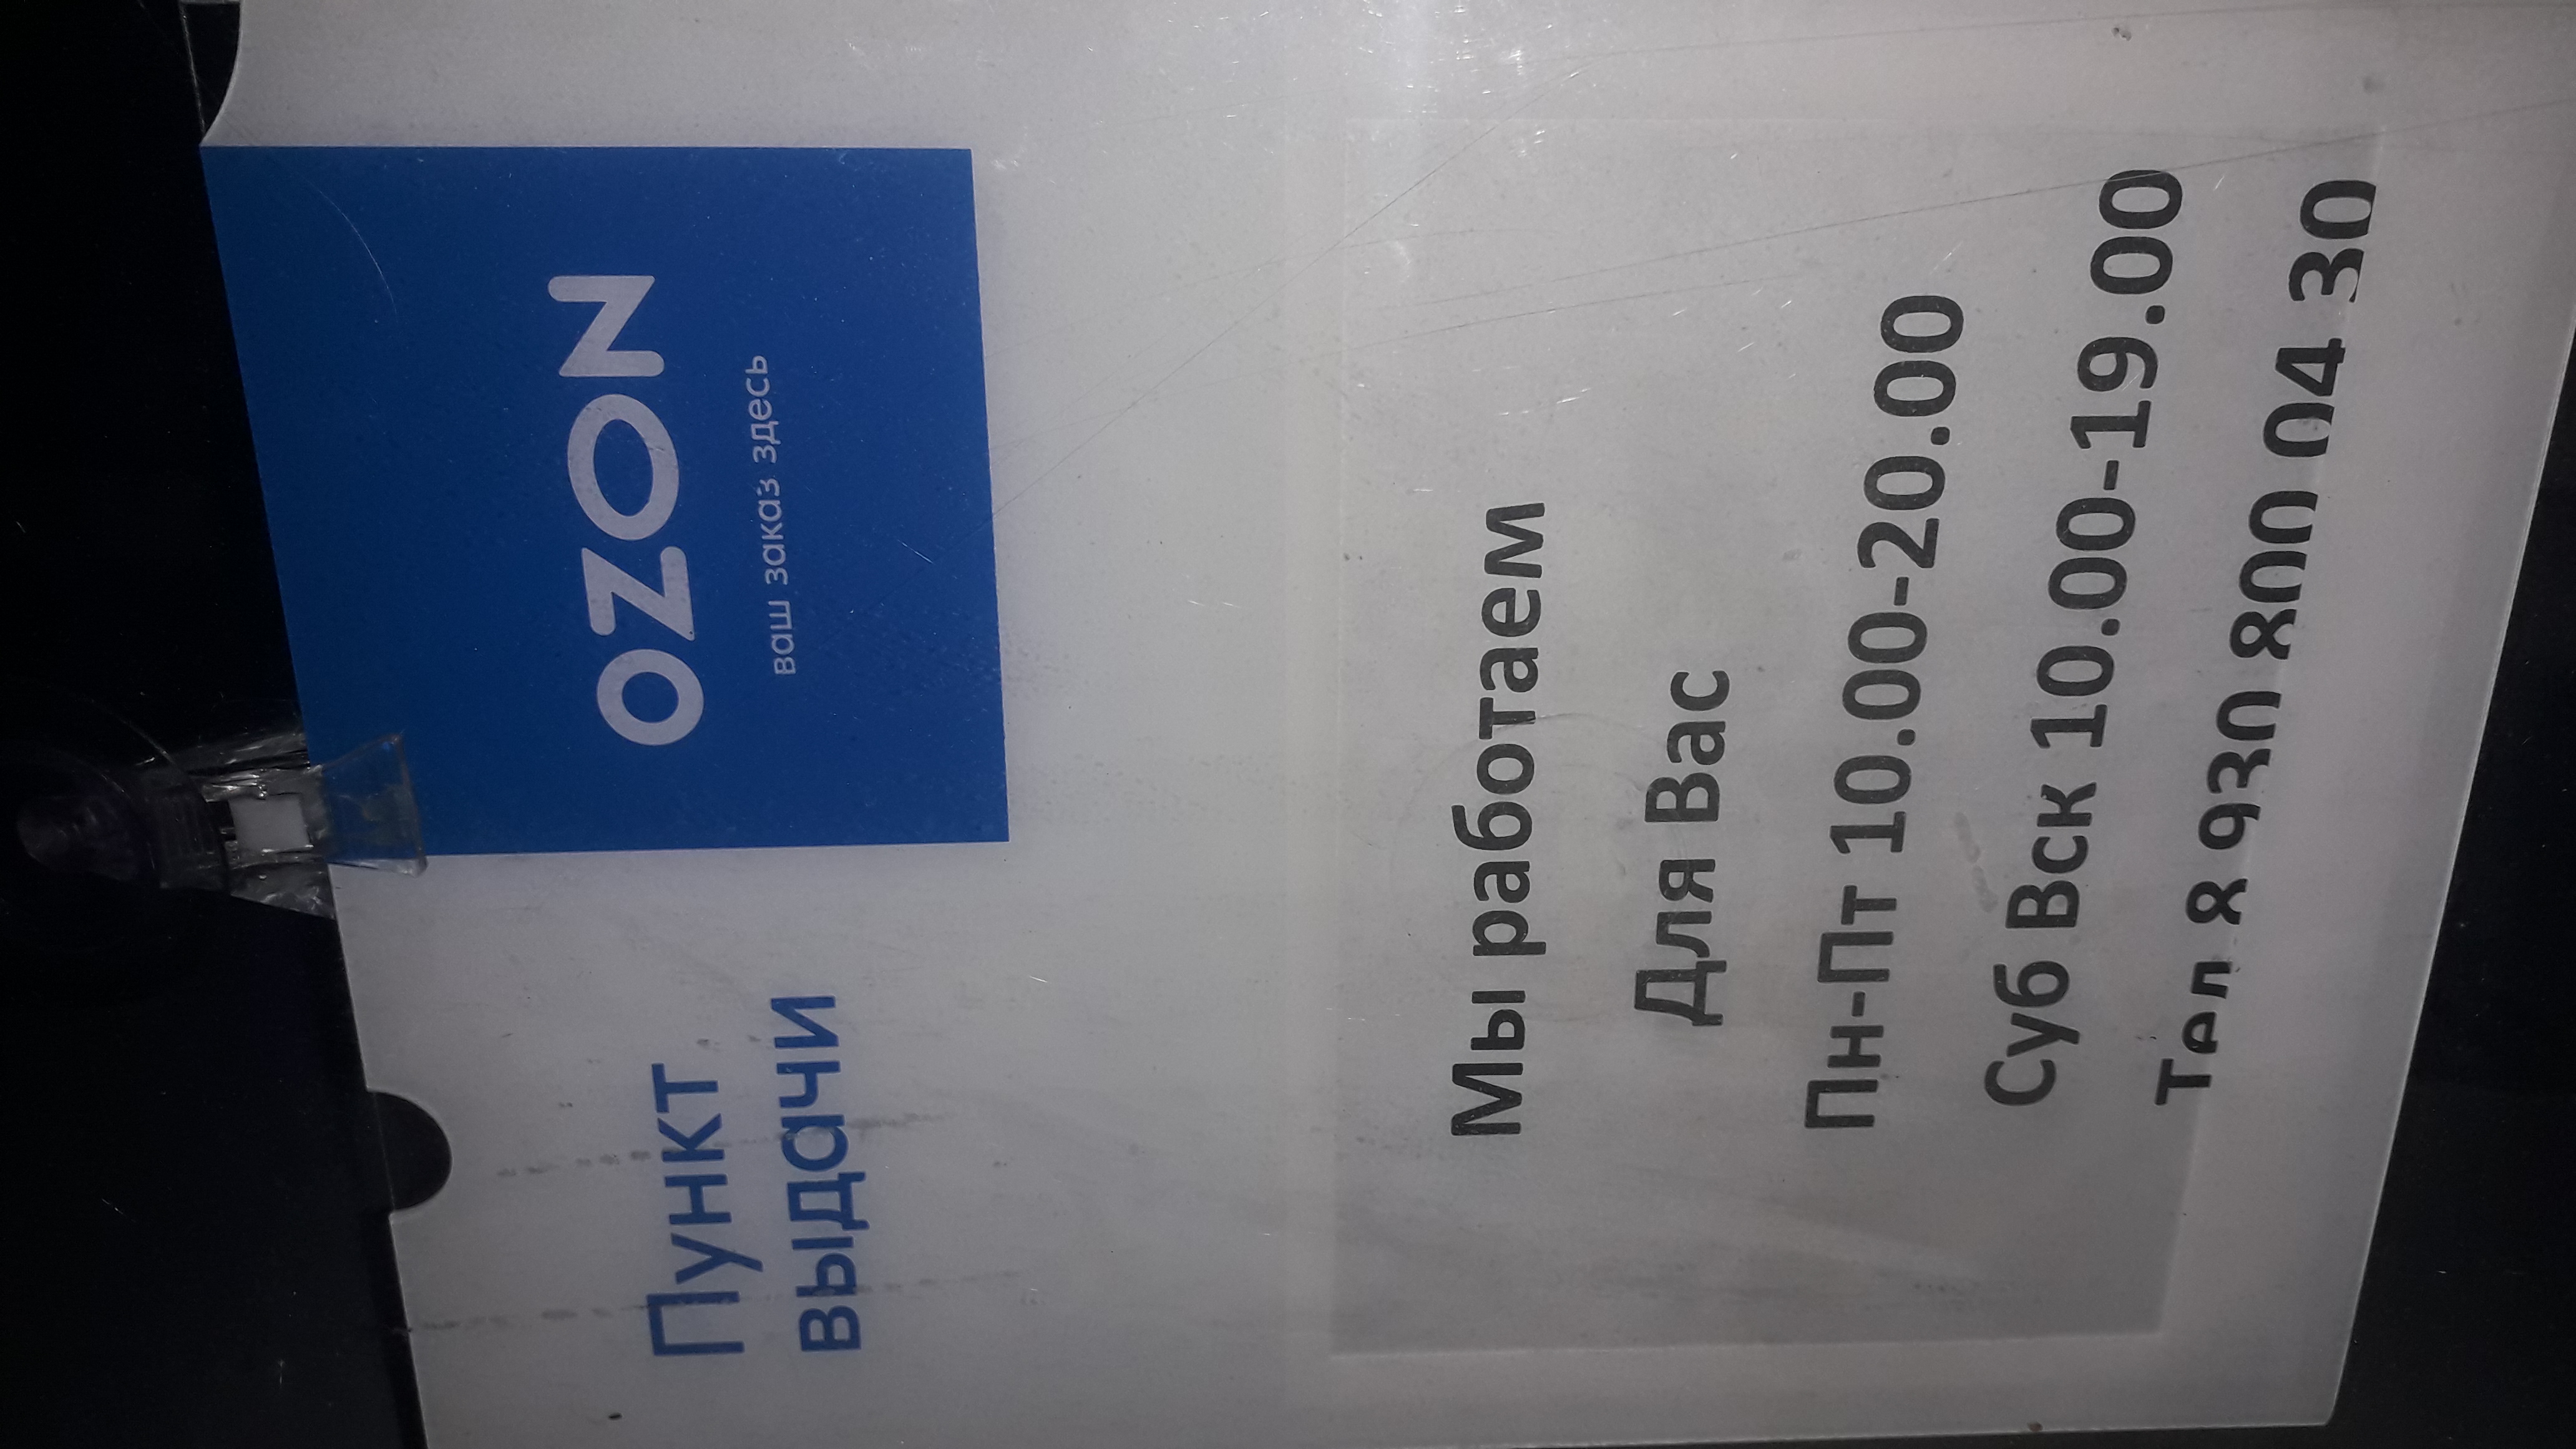 Пункт
выдачи
OZON
ваш заказ здесь
Мы работаем
Для Вас
Пн-Пт 10.00-20.00
Суб Вск 10.00-19.00
Тел 8 930 800 04 30